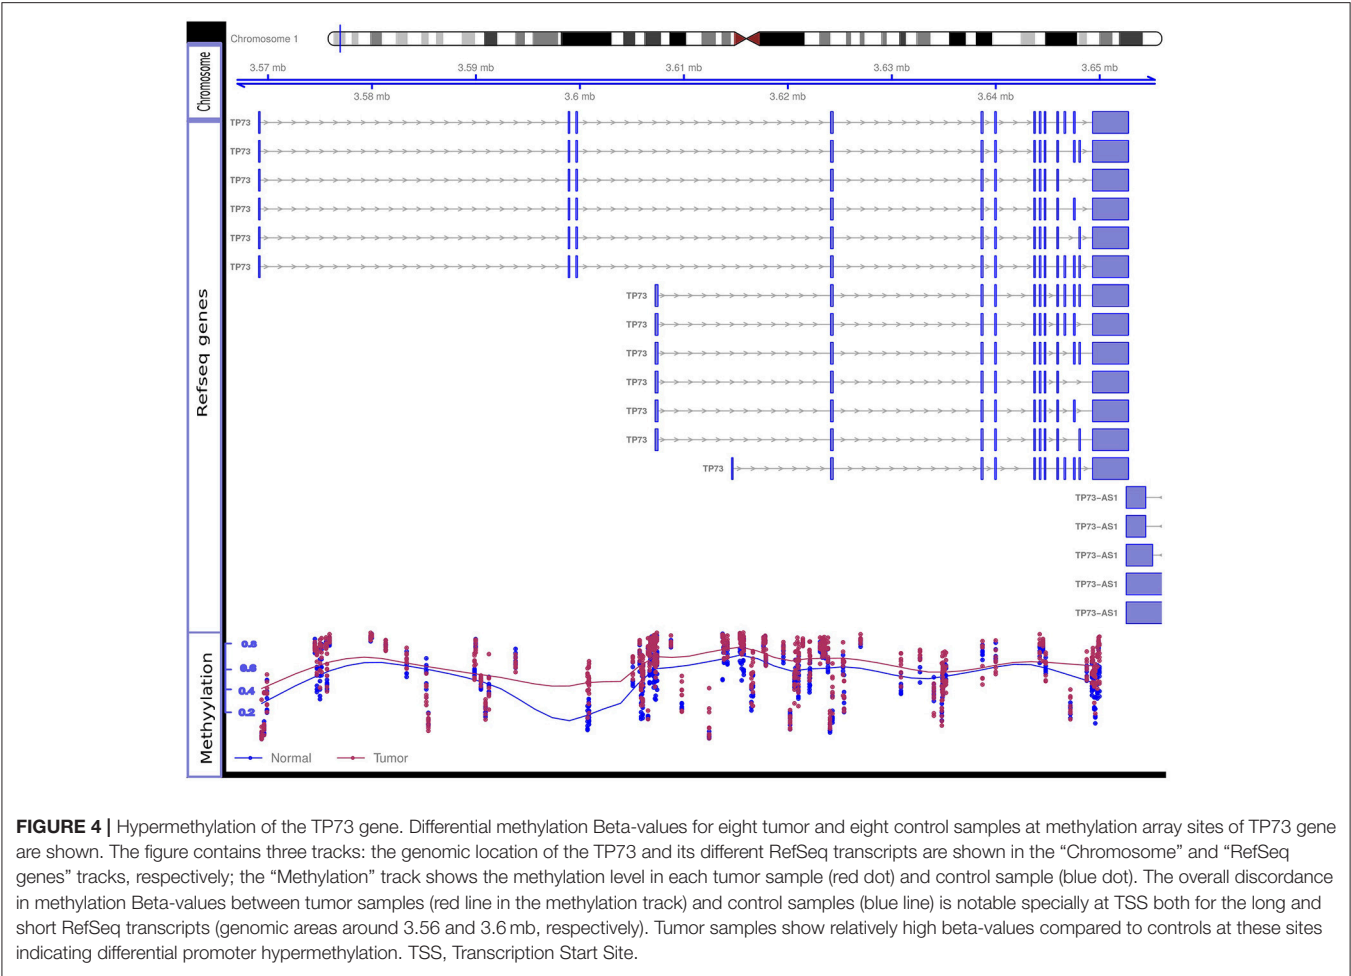 Chromosome 1
Chromosome
3.57 mb 3.59 mb 3.61 mb 3.63 mb 3.65 mb
3.58 mb 3.6 mb 3.62 mb 3.64 mb
Refseq genes
TP73
TP73
TP73
TP73
TP73
TP73
TP73
TP73
TP73
TP73
TP73
TP73
TP73
TP73-AS1
TP73-AS1
TP73-AS1
TP73-AS1
TP73-AS1
Methyylation
0.8
0.6
0.4
0.2
Normal Tumor
FIGURE 4 | Hypermethylation of the TP73 gene. Differential methylation Beta-values for eight tumor and eight control samples at methylation array sites of TP73 gene
are shown. The figure contains three tracks: the genomic location of the TP73 and its different RefSeq transcripts are shown in the “Chromosome” and “RefSeq
genes” tracks, respectively; the “Methylation” track shows the methylation level in each tumor sample (red dot) and control sample (blue dot). The overall discordance
in methylation Beta-values between tumor samples (red line in the methylation track) and control samples (blue line) is notable specially at TSS both for the long and
short RefSeq transcripts (genomic areas around 3.56 and 3.6 mb, respectively). Tumor samples show relatively high beta-values compared to controls at these sites
indicating differential promoter hypermethylation. TSS, Transcription Start Site.